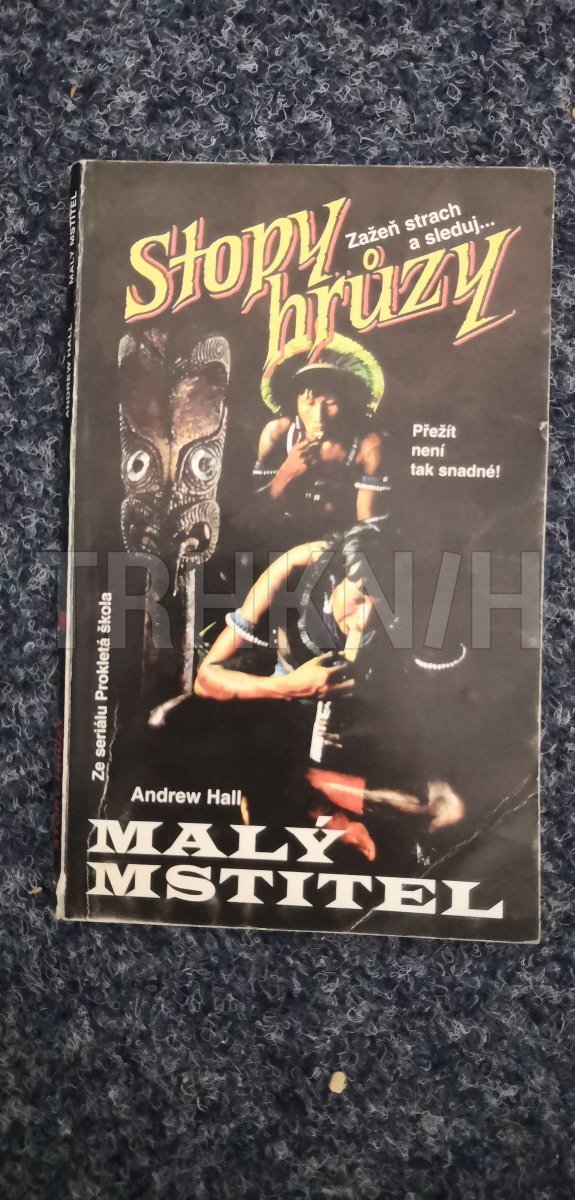 Stopy
hrůzy
Zažeň strach
a sleduj...
Přežít
není
tak snadné!
TRHKNIH
Ze seriálu Prokletá škola
Andrew Hall
MALÝ
MSTITEL
ANDREW HALL MALÝ MSTITEL